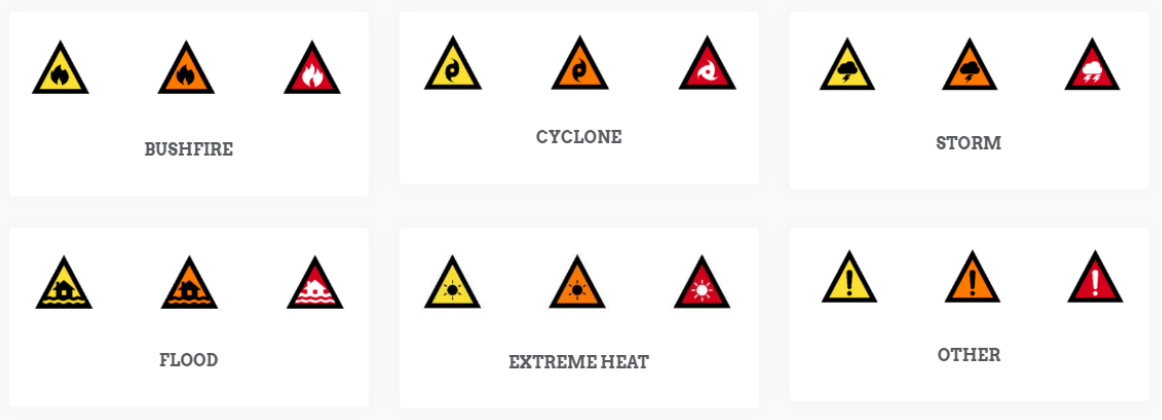 BUSHFIRE
CYCLONE
STORM
FLOOD
EXTREME HEAT
OTHER